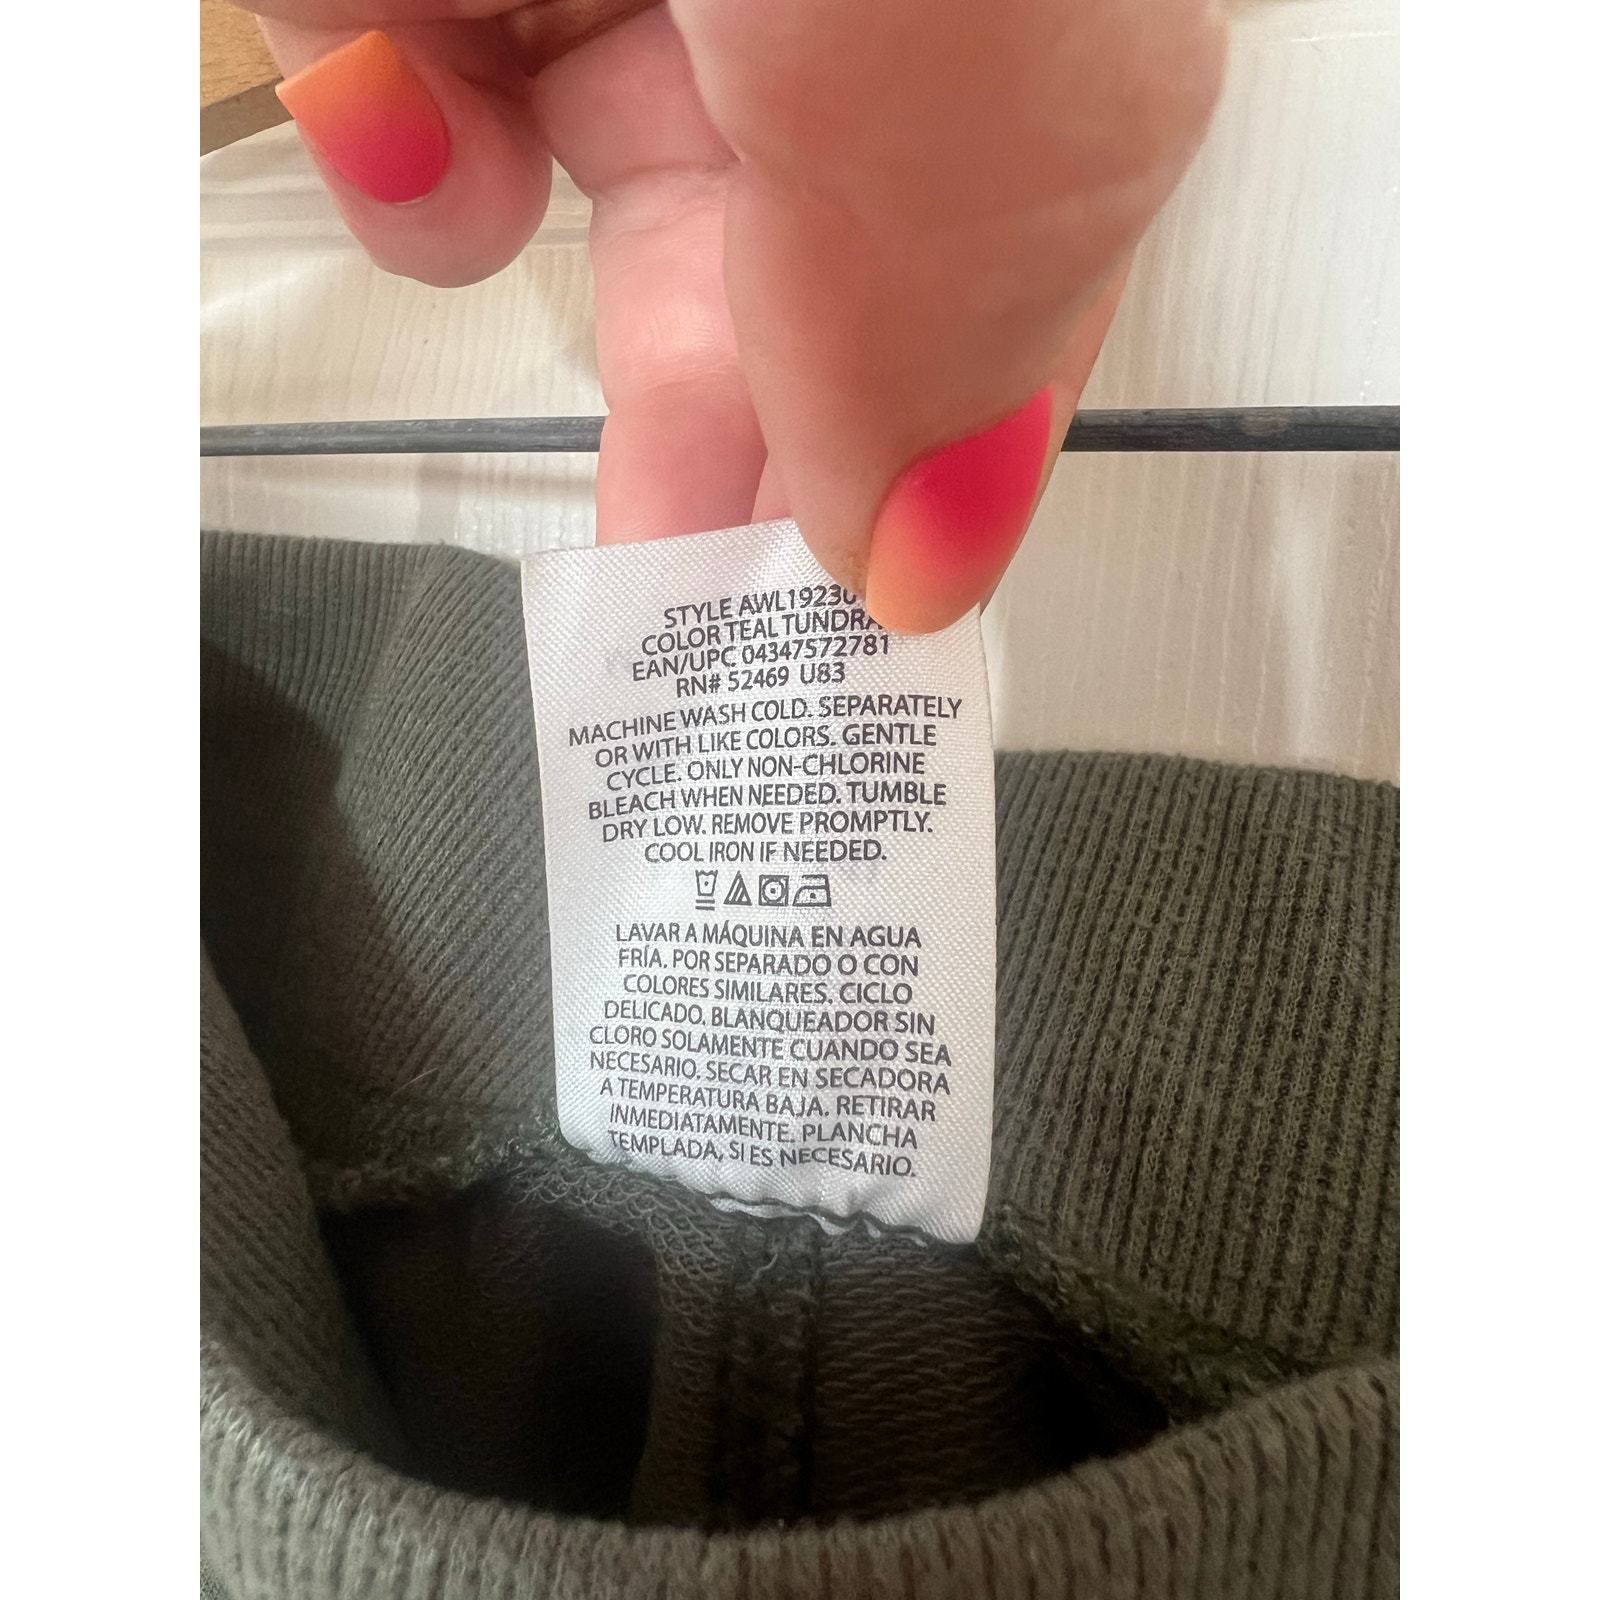 STYLE AWL1923
COLOR TEAL TUNDRA
EAN/UPC 04347572781
RN# 52469 U83
MACHINE WASH COLD. SEPARATELY
OR WITH LIKE COLORS. GENTLE
CYCLE. ONLY NON-CHLORINE
BLEACH WHEN NEEDED. TUMBLE
DRY LOW. REMOVE PROMPTLY.
COOL IRON IF NEEDED.
LAVAR A MÁQUINA EN AGUA
FRÍA. POR SEPARADO O CON
COLORES SIMILARES. CICLO
DELICADO. BLANQUEADOR SIN
CLORO SOLAMENTE CUANDO SEA
NECESARIO. SECAR EN SECADORA
A TEMPERATURA BAJA. RETIRAR
INMEDIATAMENTE. PLANCHA
TEMPLADA, SI ES NECESARIO.